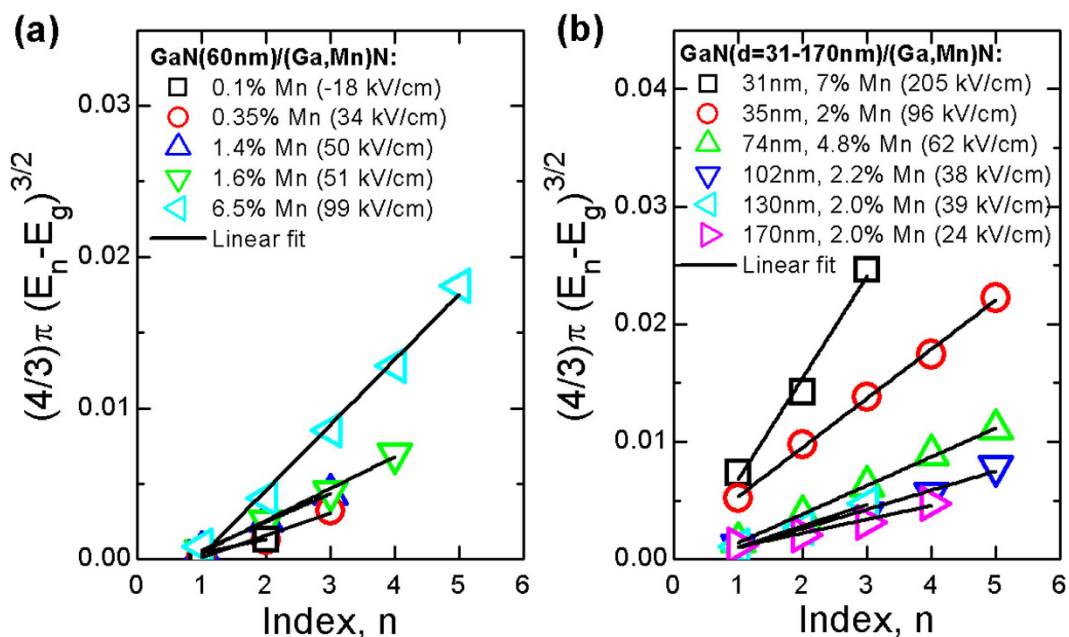 (a)
GaN(60nm)/(Ga,Mn)N:
0.1% Mn (-18 kV/cm)
0.35% Mn (34 kV/cm)
1.4% Mn (50 kV/cm)
1.6% Mn (51 kV/cm)
6.5% Mn (99 kV/cm)
Linear fit
(4/3)π (E_n-E_g)^3/2
0.03
0.02
0.01
0.00
0 1 2 3 4 5 6
Index, n
(b)
GaN(d=31-170nm)/(Ga,Mn)N:
31nm, 7% Mn (205 kV/cm)
35nm, 2% Mn (96 kV/cm)
74nm, 4.8% Mn (62 kV/cm)
102nm, 2.2% Mn (38 kV/cm)
130nm, 2.0% Mn (39 kV/cm)
170nm, 2.0% Mn (24 kV/cm)
Linear fit
(4/3)π (E_n-E_g)^3/2
0.04
0.03
0.02
0.01
0.00
0 1 2 3 4 5 6
Index, n